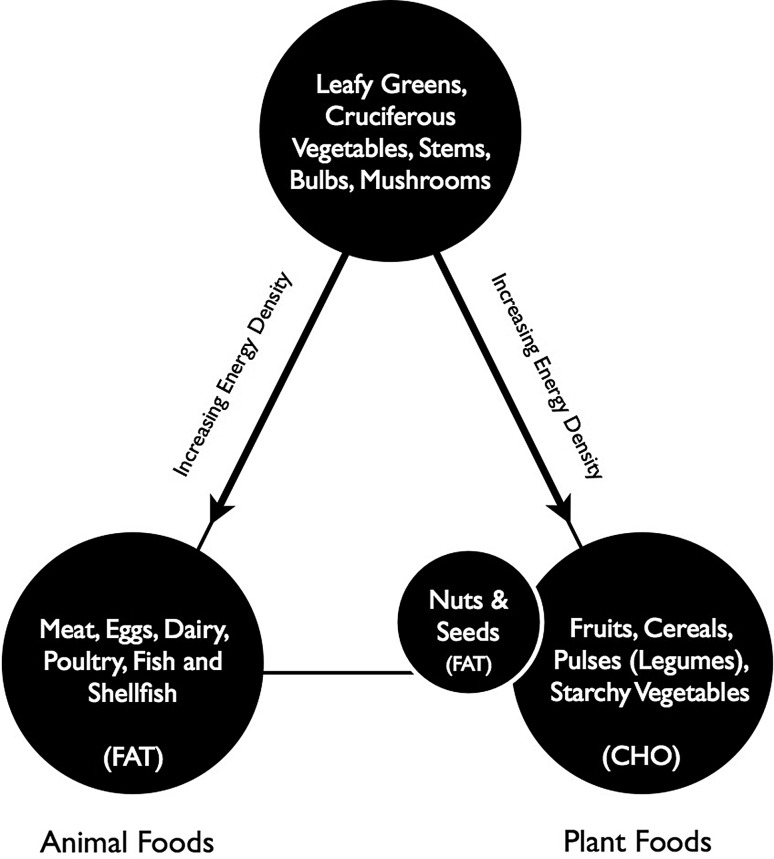 Leafy Greens,
Cruciferous
Vegetables, Stems,
Bulbs, Mushrooms
Increasing Energy Density
Increasing Energy Density
Meat, Eggs, Dairy,
Poultry, Fish and
Shellfish
(FAT)
Nuts &
Seeds
(FAT)
Fruits, Cereals,
Pulses (Legumes),
Starchy Vegetables
(CHO)
Animal Foods
Plant Foods